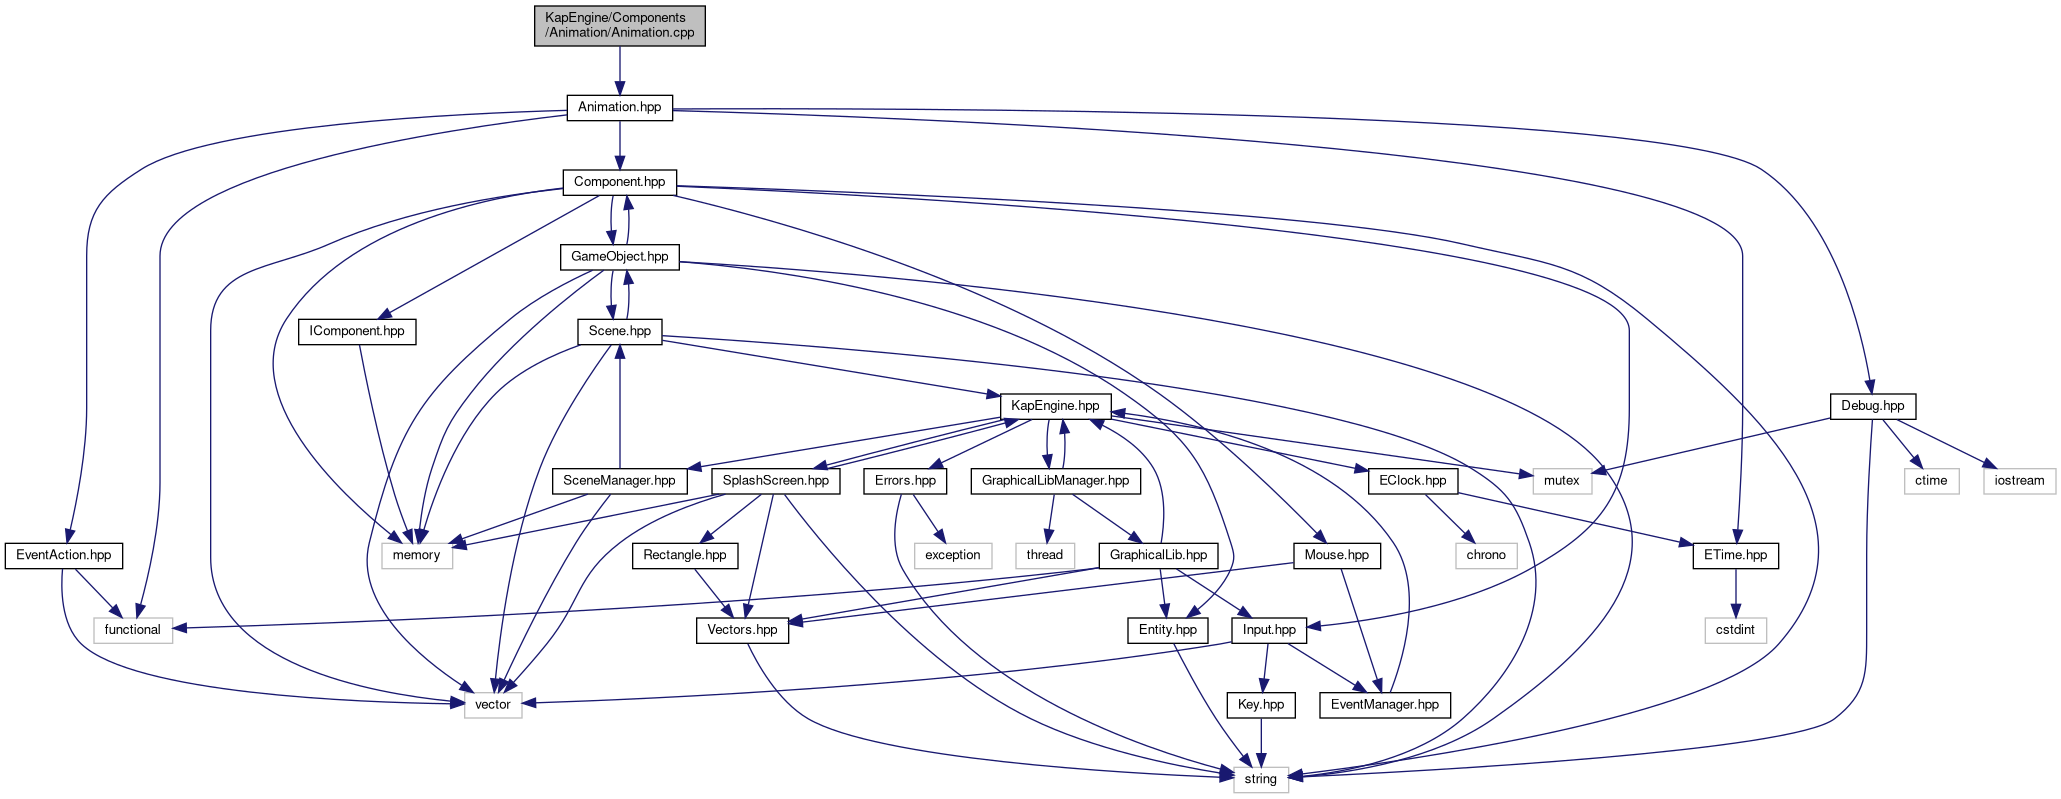 KapEngine/Components
/Animation/Animation.cpp
Animation.hpp
Component.hpp
GameObject.hpp
IComponent.hpp
Scene.hpp
KapEngine.hpp
Debug.hpp
SceneManager.hpp
SplashScreen.hpp
Errors.hpp
GraphicalLibManager.hpp
EClock.hpp
mutex
ctime
iostream
EventAction.hpp
memory
Rectangle.hpp
exception
thread
GraphicalLib.hpp
Mouse.hpp
chrono
ETime.hpp
functional
Vectors.hpp
Entity.hpp
Input.hpp
cstdint
vector
Key.hpp
EventManager.hpp
string